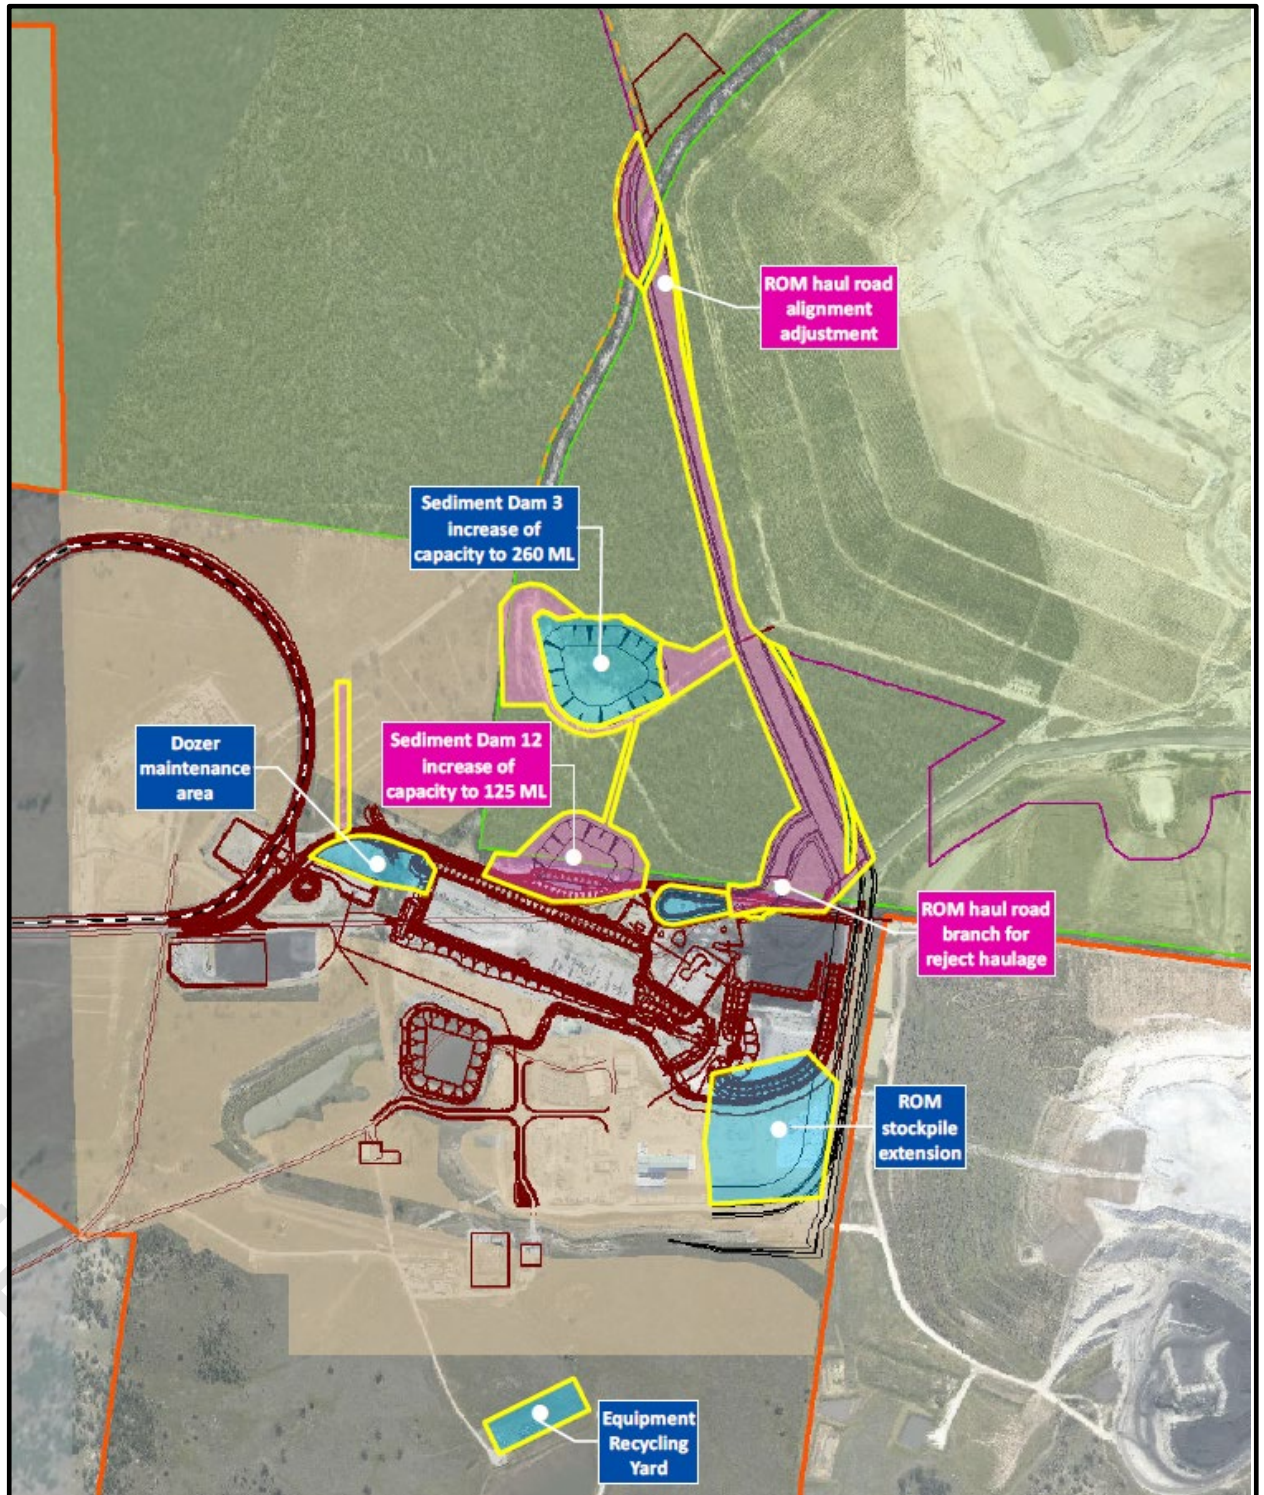 ROM haul road
alignment
adjustment
Sediment Dam 3
increase of
capacity to 260 ML
Dozer
maintenance
area
Sediment Dam 12
increase of
capacity to 125 ML
ROM haul road
branch for
reject haulage
ROM
stockpile
extension
Equipment
Recycling
Yard